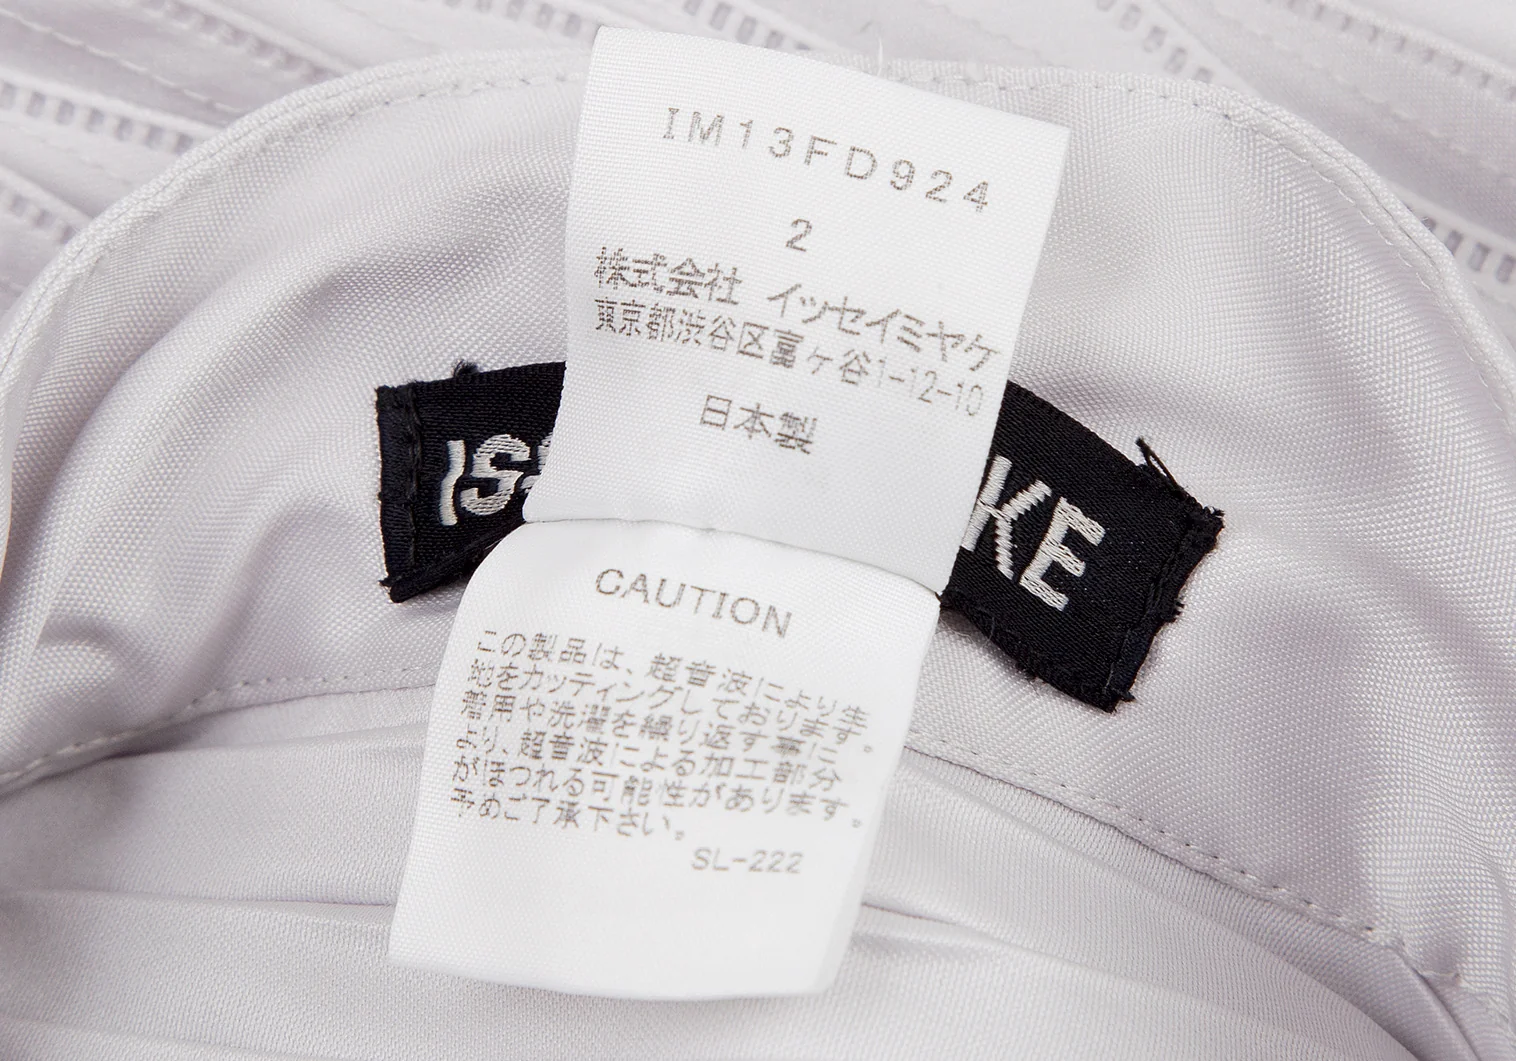 IM13FD924
2
株式会社 イッセイミヤケ
東京都渋谷区富ヶ谷1-12-10
日本製
IS
KE
CAUTION
この製品は、超音波により生
地をカッティングしております。
着用や洗濯を繰り返す事に
より、超音波による加工部分
がほつれる可能性があります。
予めご了承下さい。
SL-222